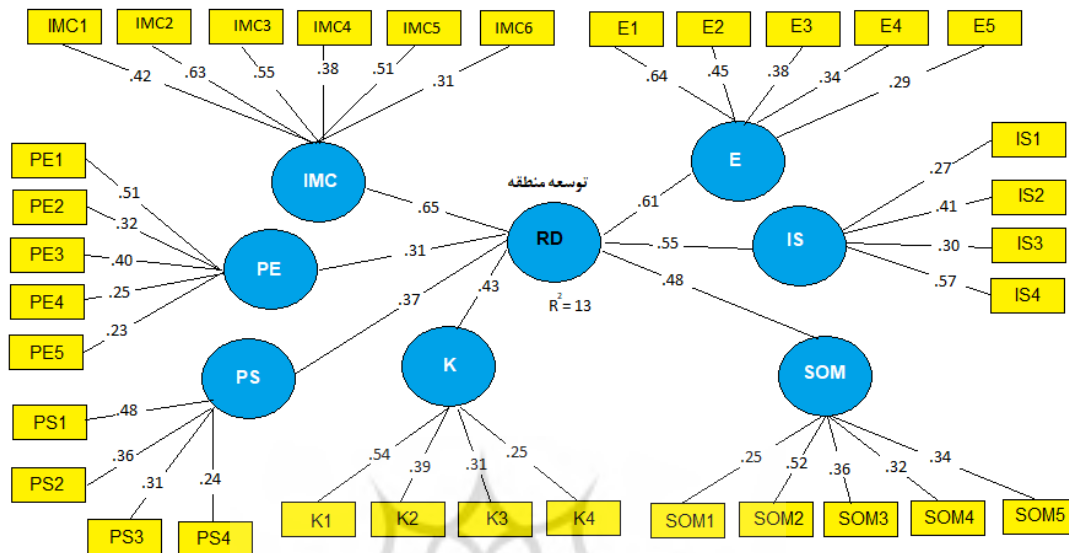 IMC1 IMC2 IMC3 IMC4 IMC5 IMC6
E1 E2 E3 E4 E5
.42 .63 .55 .38 .51 .31
.64 .45 .38 .34 .29
IMC
E
PE1
PE2
PE3
PE4
PE5
.51
.32
.40
.25
.23
PE
IS1
IS2
IS3
IS4
.27
.41
.30
.57
IS
توسعه منطقه
RD
R² = 13
.65
.61
.31
.55
.37
.43
.48
PS
K
SOM
PS1
PS2
PS3
PS4
.48
.36
.31
.24
.54 .39 .31 .25
K1 K2 K3 K4
.25 .52 .36 .32 .34
SOM1 SOM2 SOM3 SOM4 SOM5